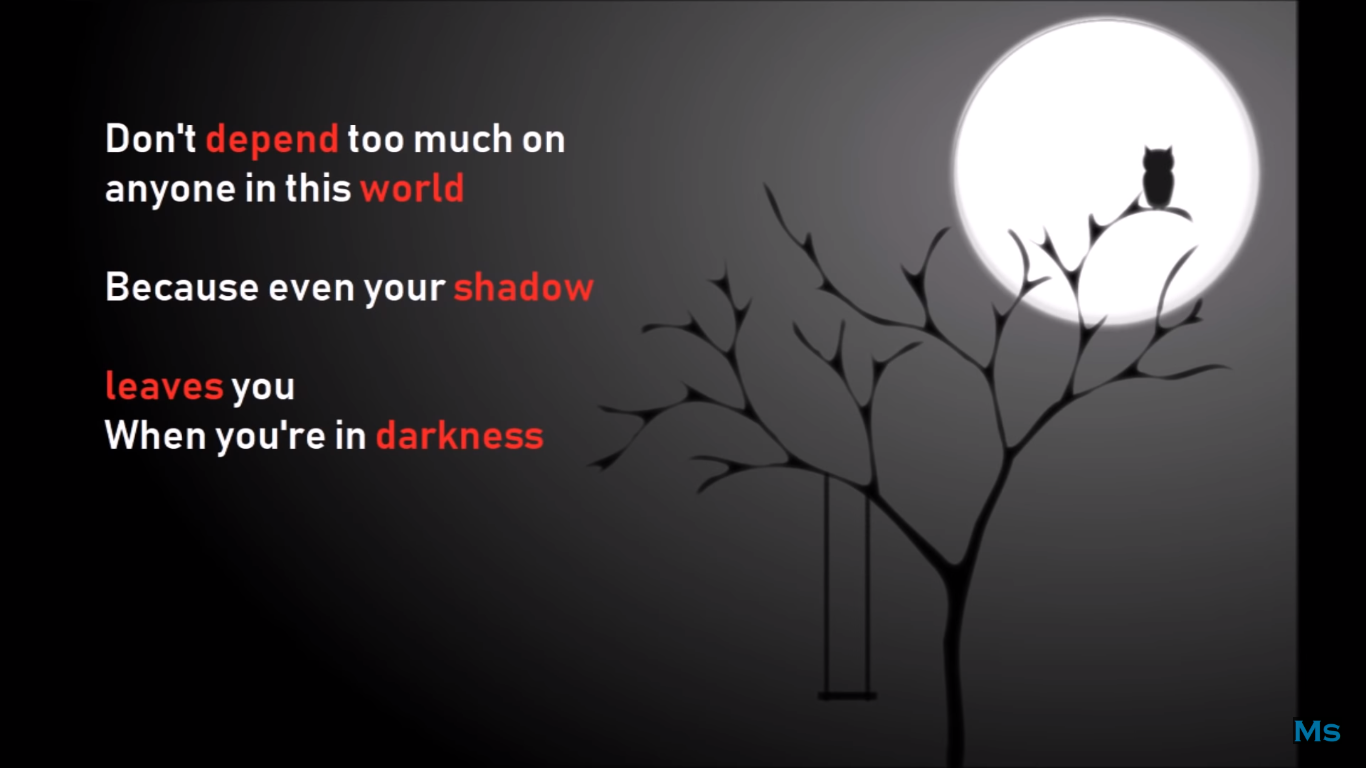 Don't depend too much on
anyone in this world
Because even your shadow
leaves you
When you're in darkness
Ms